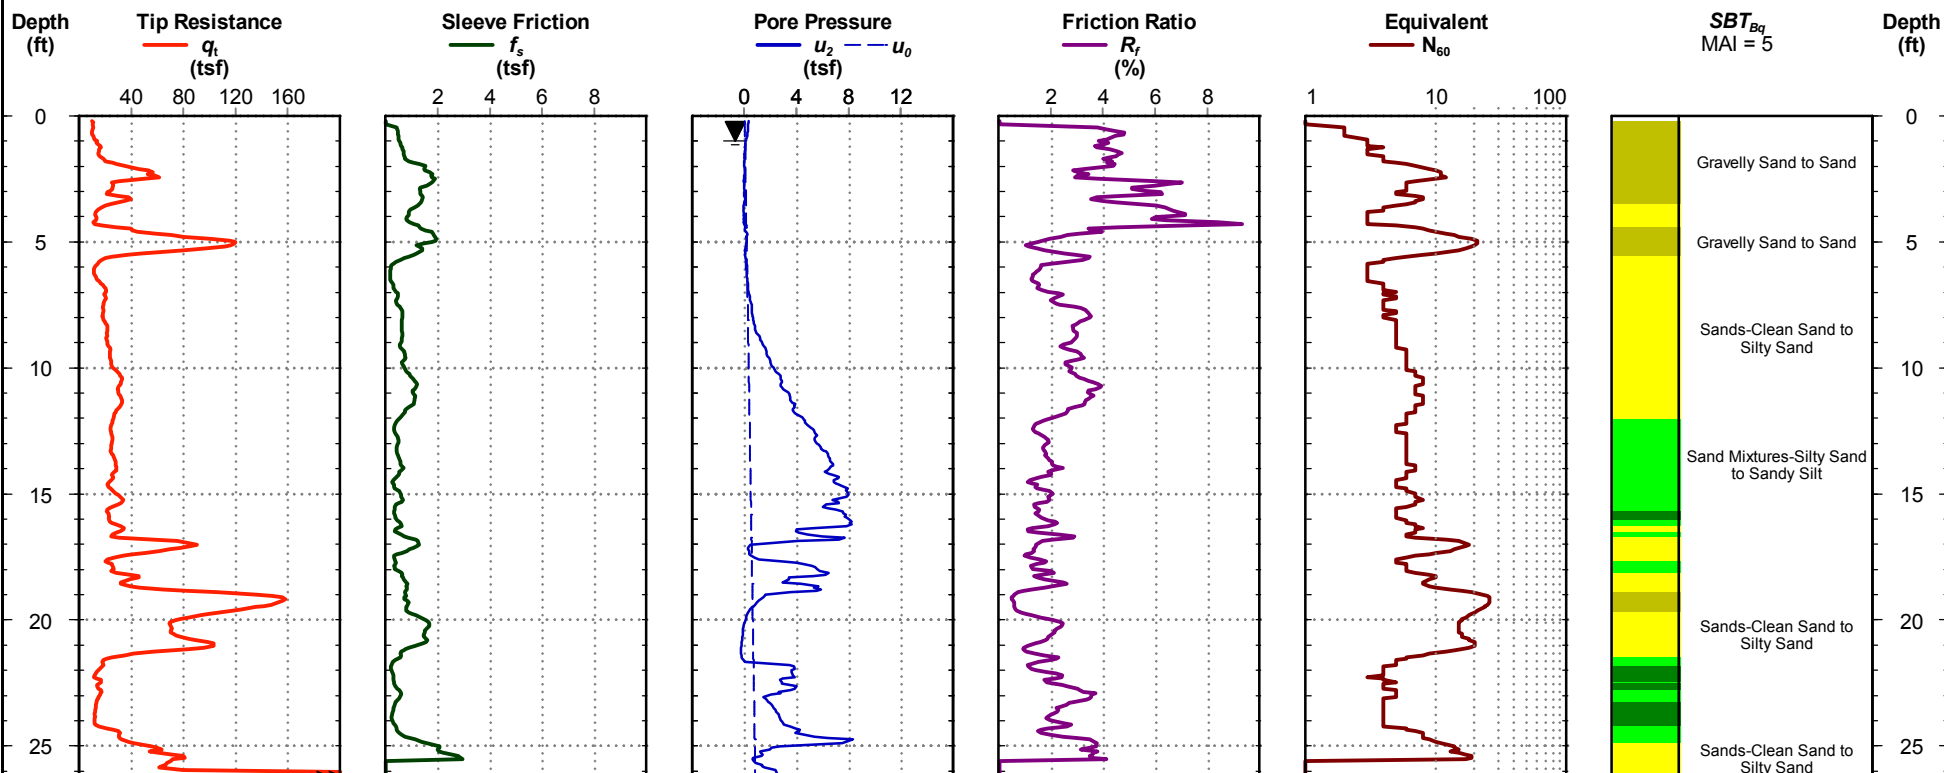 Depth
(ft)
Tip Resistance
qt
(tsf)
Sleeve Friction
fs
(tsf)
Pore Pressure
u2 u0
(tsf)
Friction Ratio
Rf
(%)
Equivalent
N60
SBTBq
MAI = 5
Depth
(ft)
40 80 120 160
2 4 6 8
0 4 8 12
2 4 6 8
1 10 100
0
5
10
15
20
25
Gravelly Sand to Sand
Gravelly Sand to Sand
Sands-Clean Sand to
Silty Sand
Sand Mixtures-Silty Sand
to Sandy Silt
Sands-Clean Sand to
Silty Sand
Sands-Clean Sand to
Silty Sand
0
5
10
15
20
25